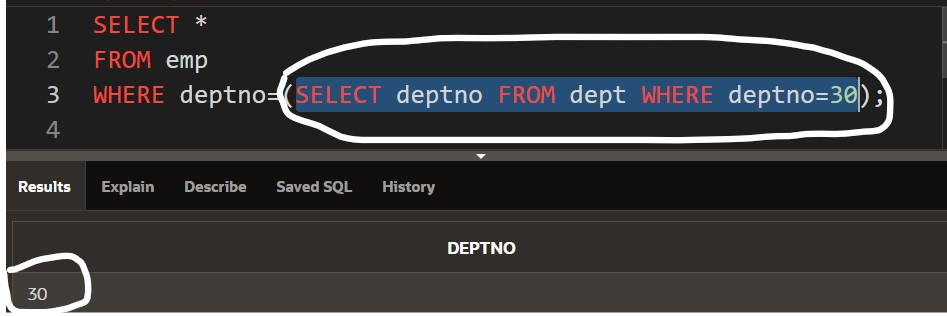 1 SELECT *
2 FROM emp
3 WHERE deptno=(SELECT deptno FROM dept WHERE deptno=30);
4
Results Explain Describe Saved SQL History
DEPTNO
30